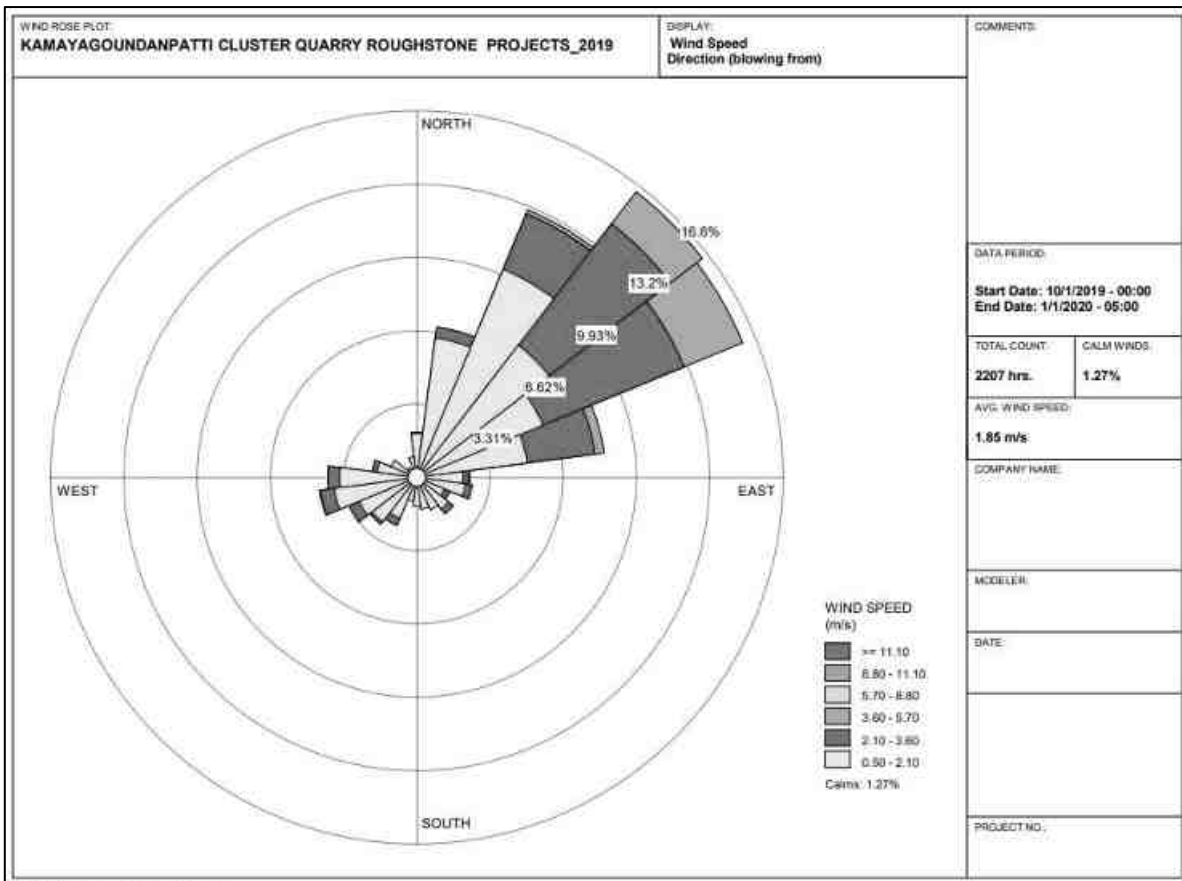 WIND ROSE PLOT:
KAMAYAGOUNDANPATTI CLUSTER QUARRY ROUGHSTONE PROJECTS_2019
DISPLAY:
Wind Speed
Direction (blowing from)
COMMENTS:
NORTH
16.6%
13.2%
9.93%
6.62%
3.31%
WEST
EAST
SOUTH
WIND SPEED
(m/s)
>= 11.10
8.80 - 11.10
5.70 - 8.80
3.60 - 5.70
2.10 - 3.60
0.50 - 2.10
Calms: 1.27%
DATA PERIOD:
Start Date: 10/1/2019 - 00:00
End Date: 1/1/2020 - 05:00
TOTAL COUNT:
2207 hrs.
CALM WINDS:
1.27%
AVG. WIND SPEED:
1.85 m/s
COMPANY NAME:
MODELER:
DATE:
PROJECT NO.: